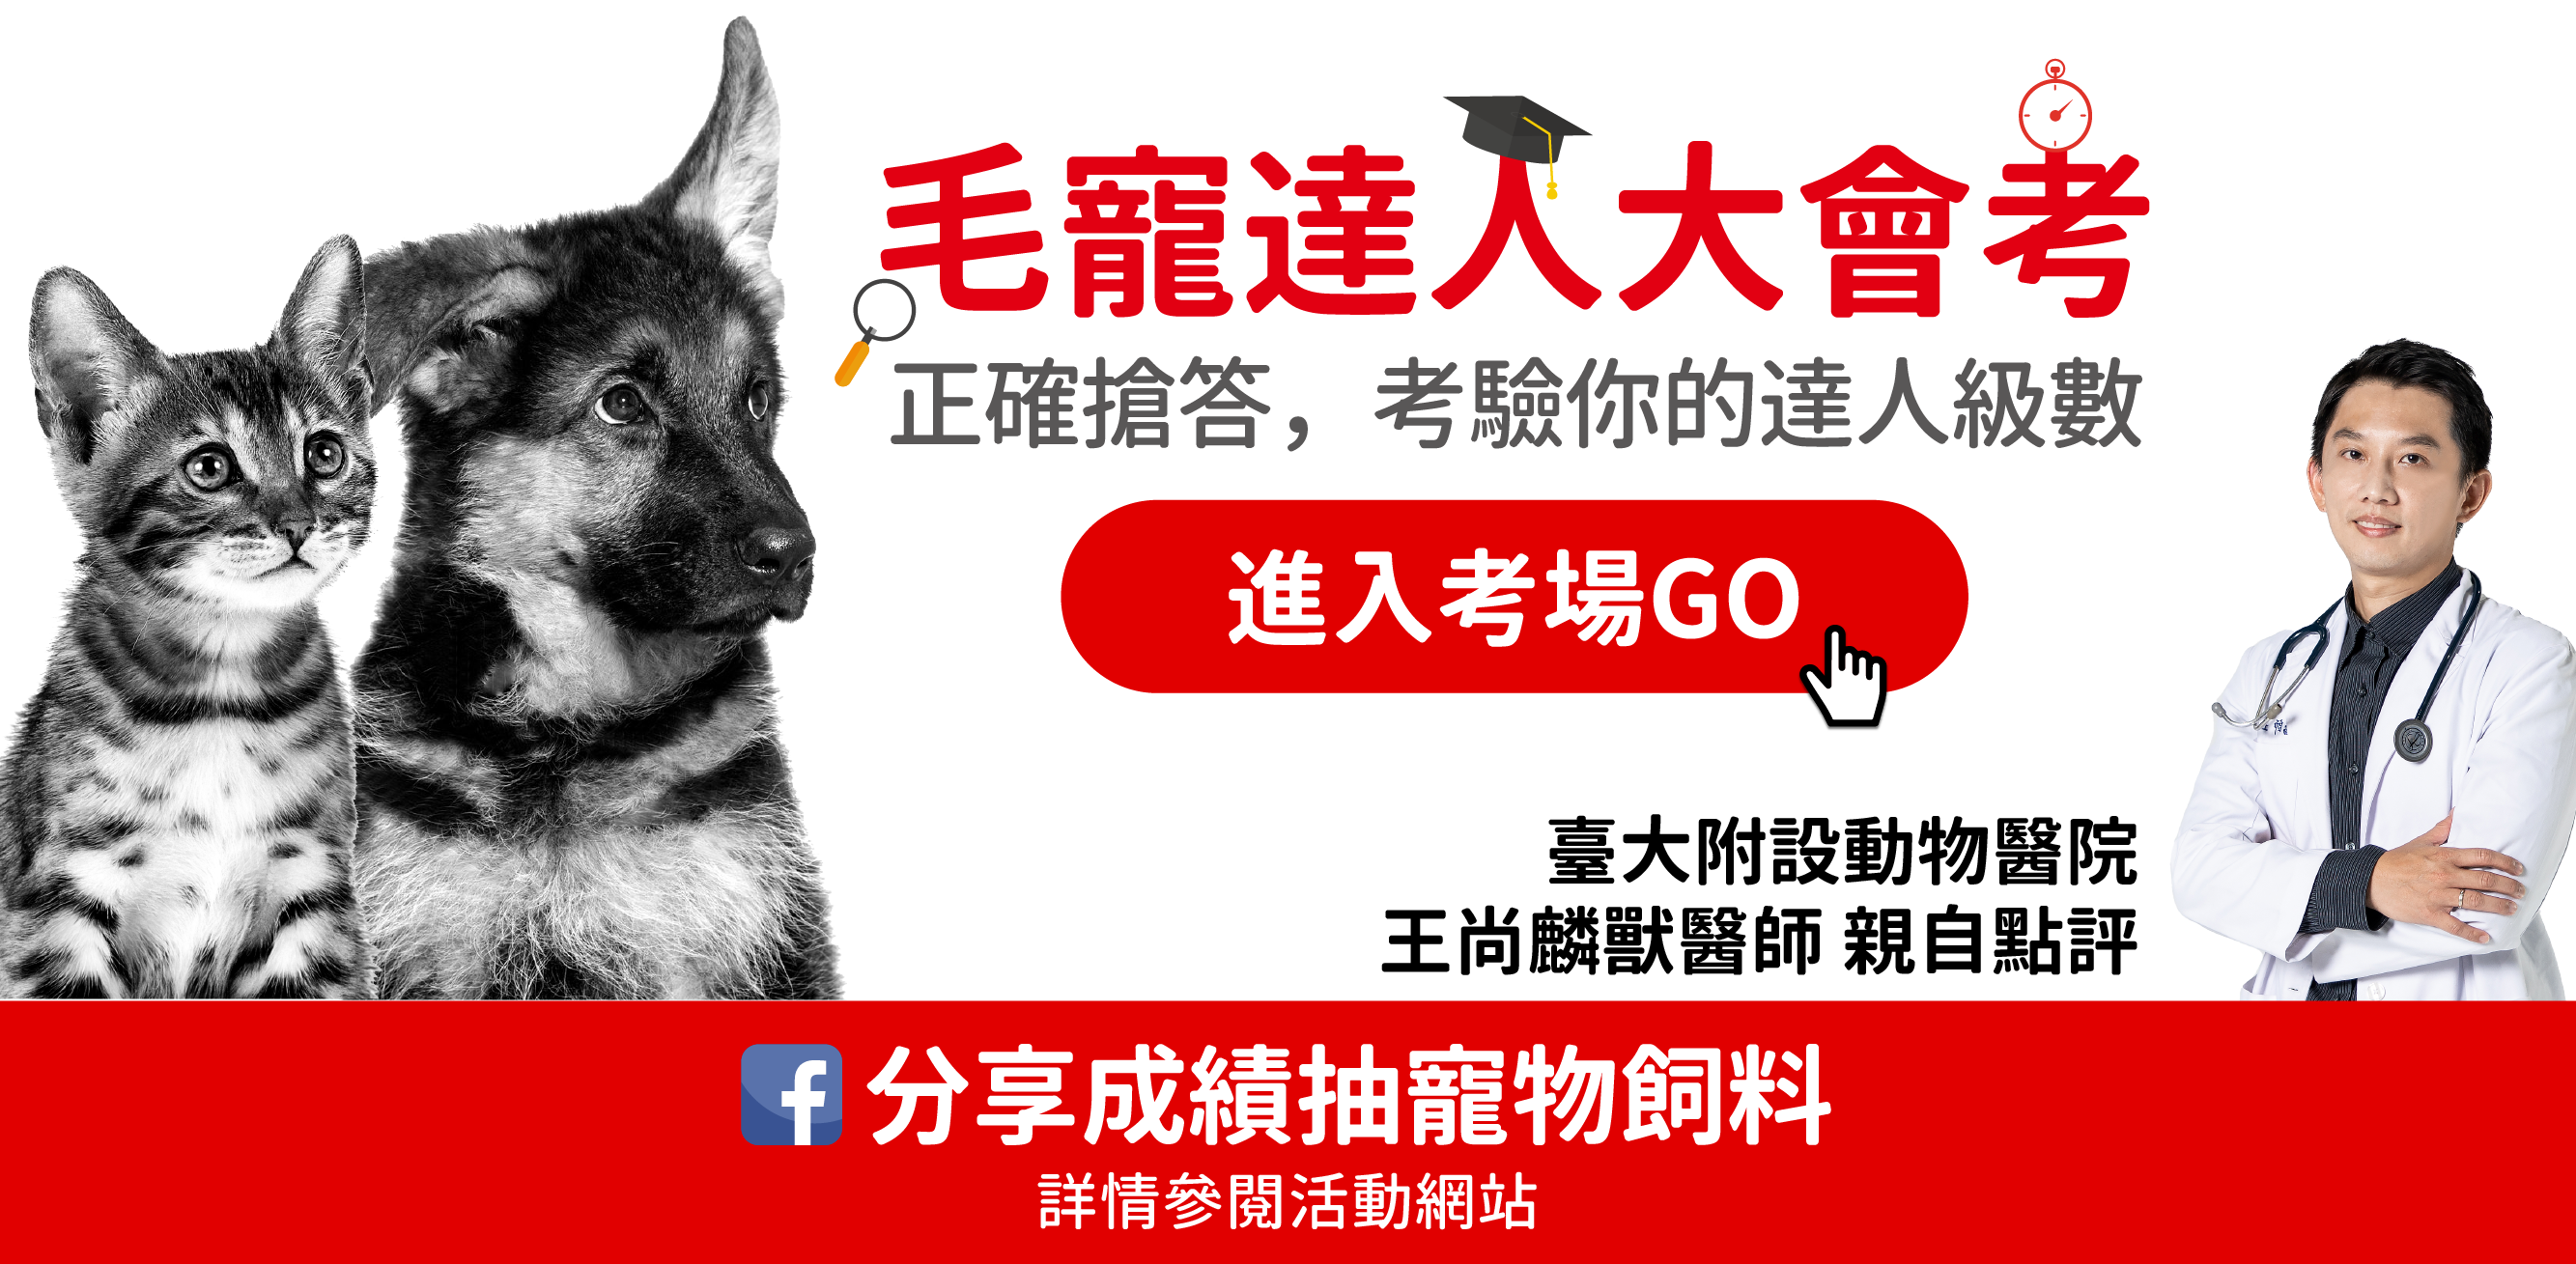 毛寵達人大會考
正確搶答，考驗你的達人級數
進入考場GO
臺大附設動物醫院
王尚麟獸醫師 親自點評
f 分享成績抽寵物飼料
詳情參閱活動網站